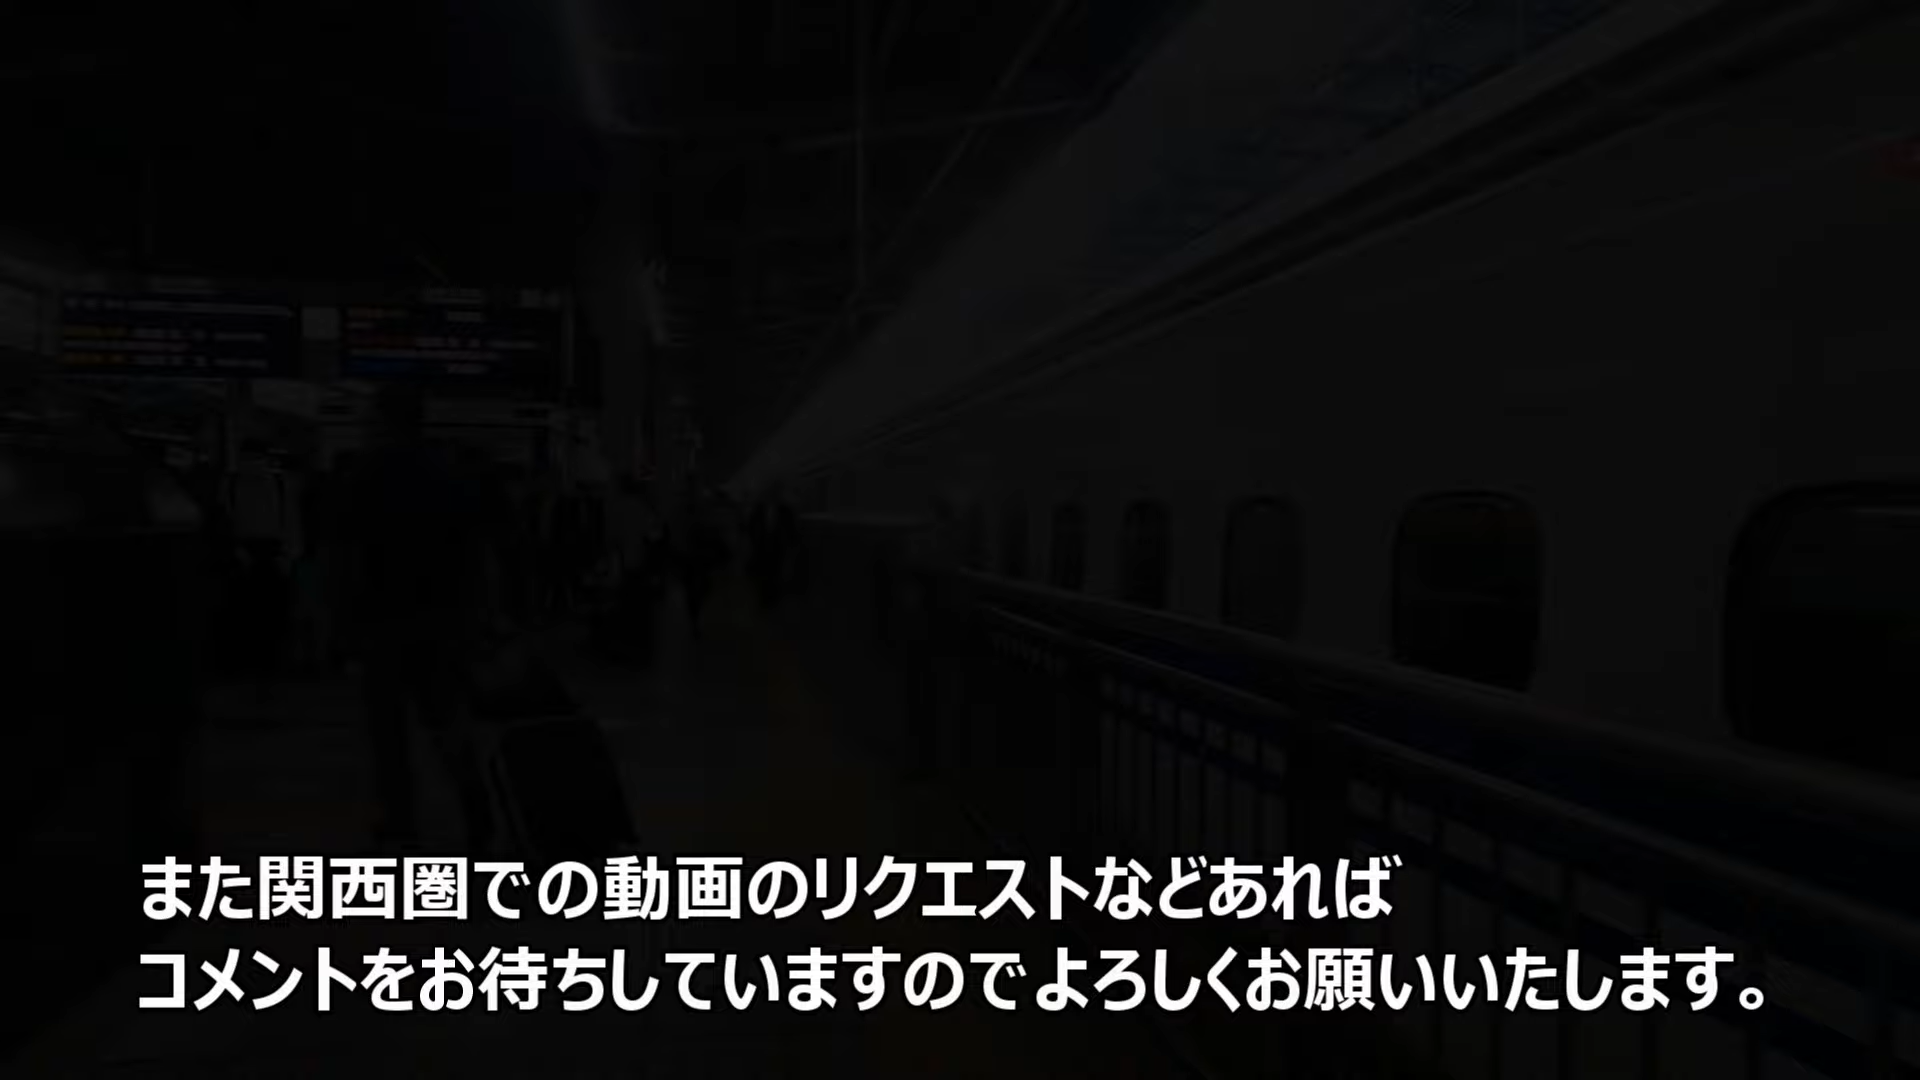 また関西圏での動画のリクエストなどあれば
コメントをお待ちしていますのでよろしくお願いいたします。